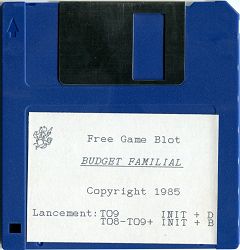 Free Game Blot
BUDGET FAMILIAL
Copyright 1985
Lancement: TO9 INIT + D
TO8-TO9+ INIT + B